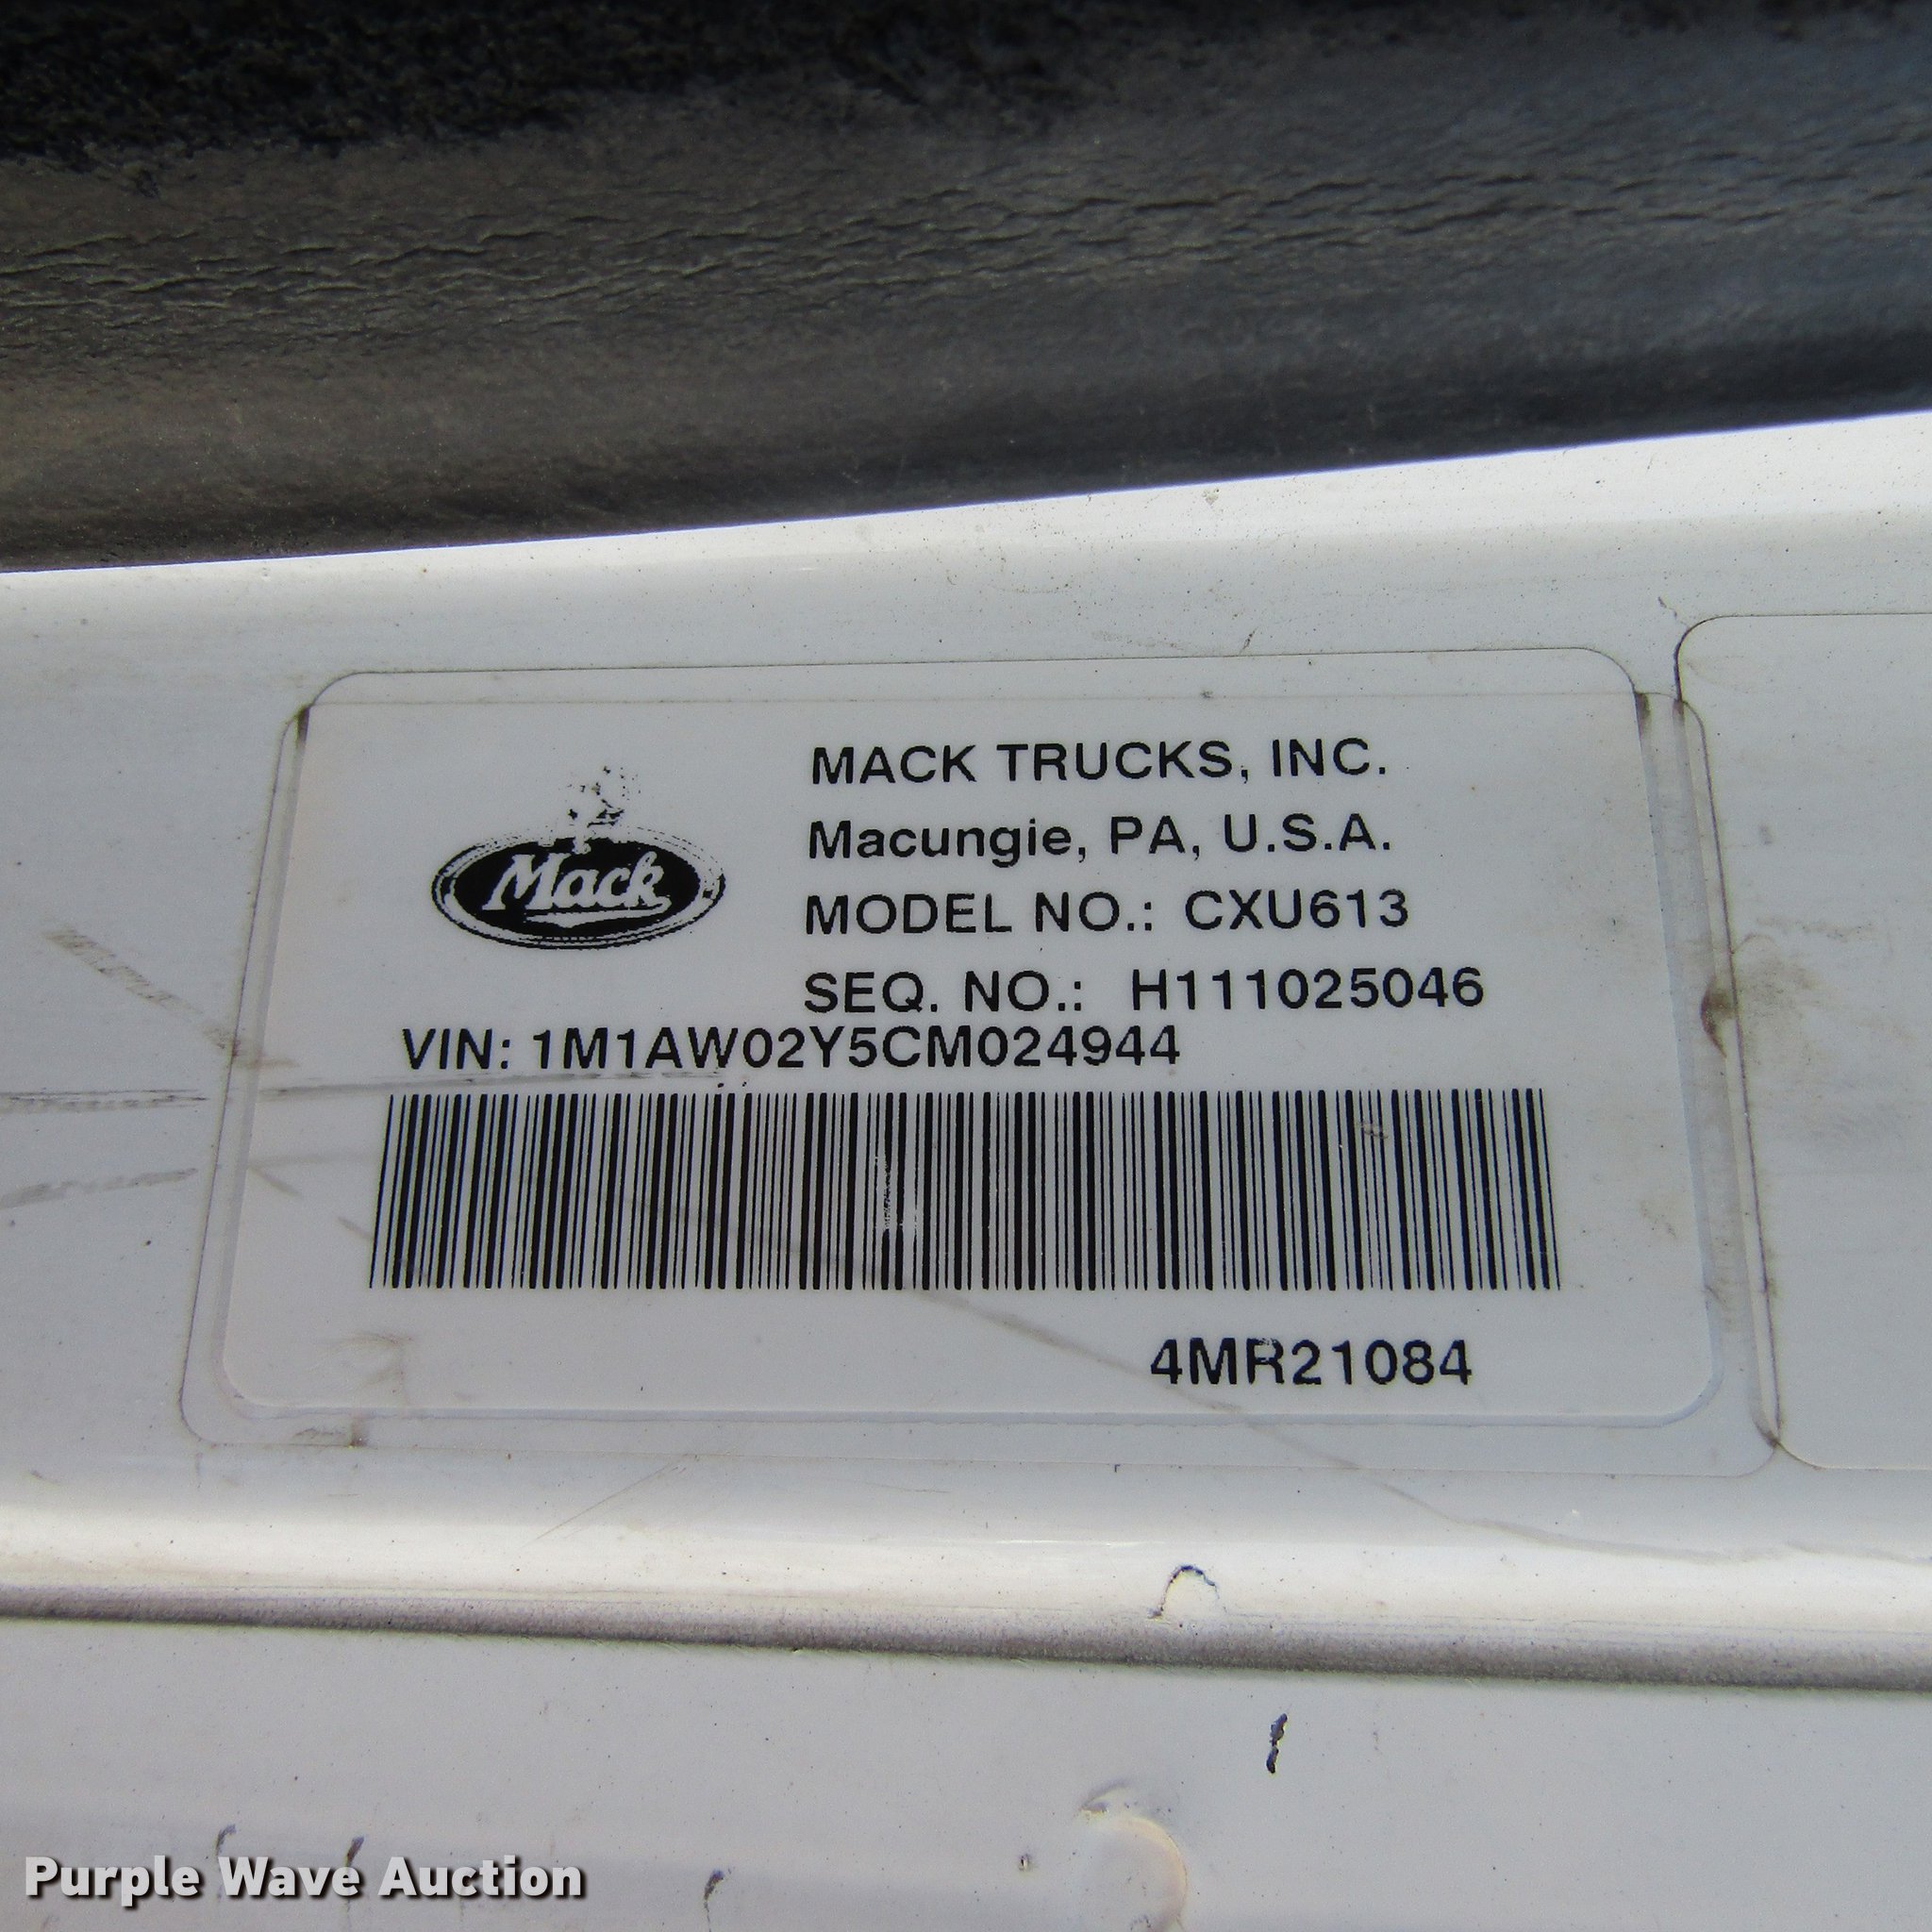 MACK TRUCKS, INC.
Macungie, PA, U.S.A.
Mack
MODEL NO.: CXU613
SEQ. NO.: H111025046
VIN: 1M1AW02Y5CM024944
4MR21084
Purple Wave Auction